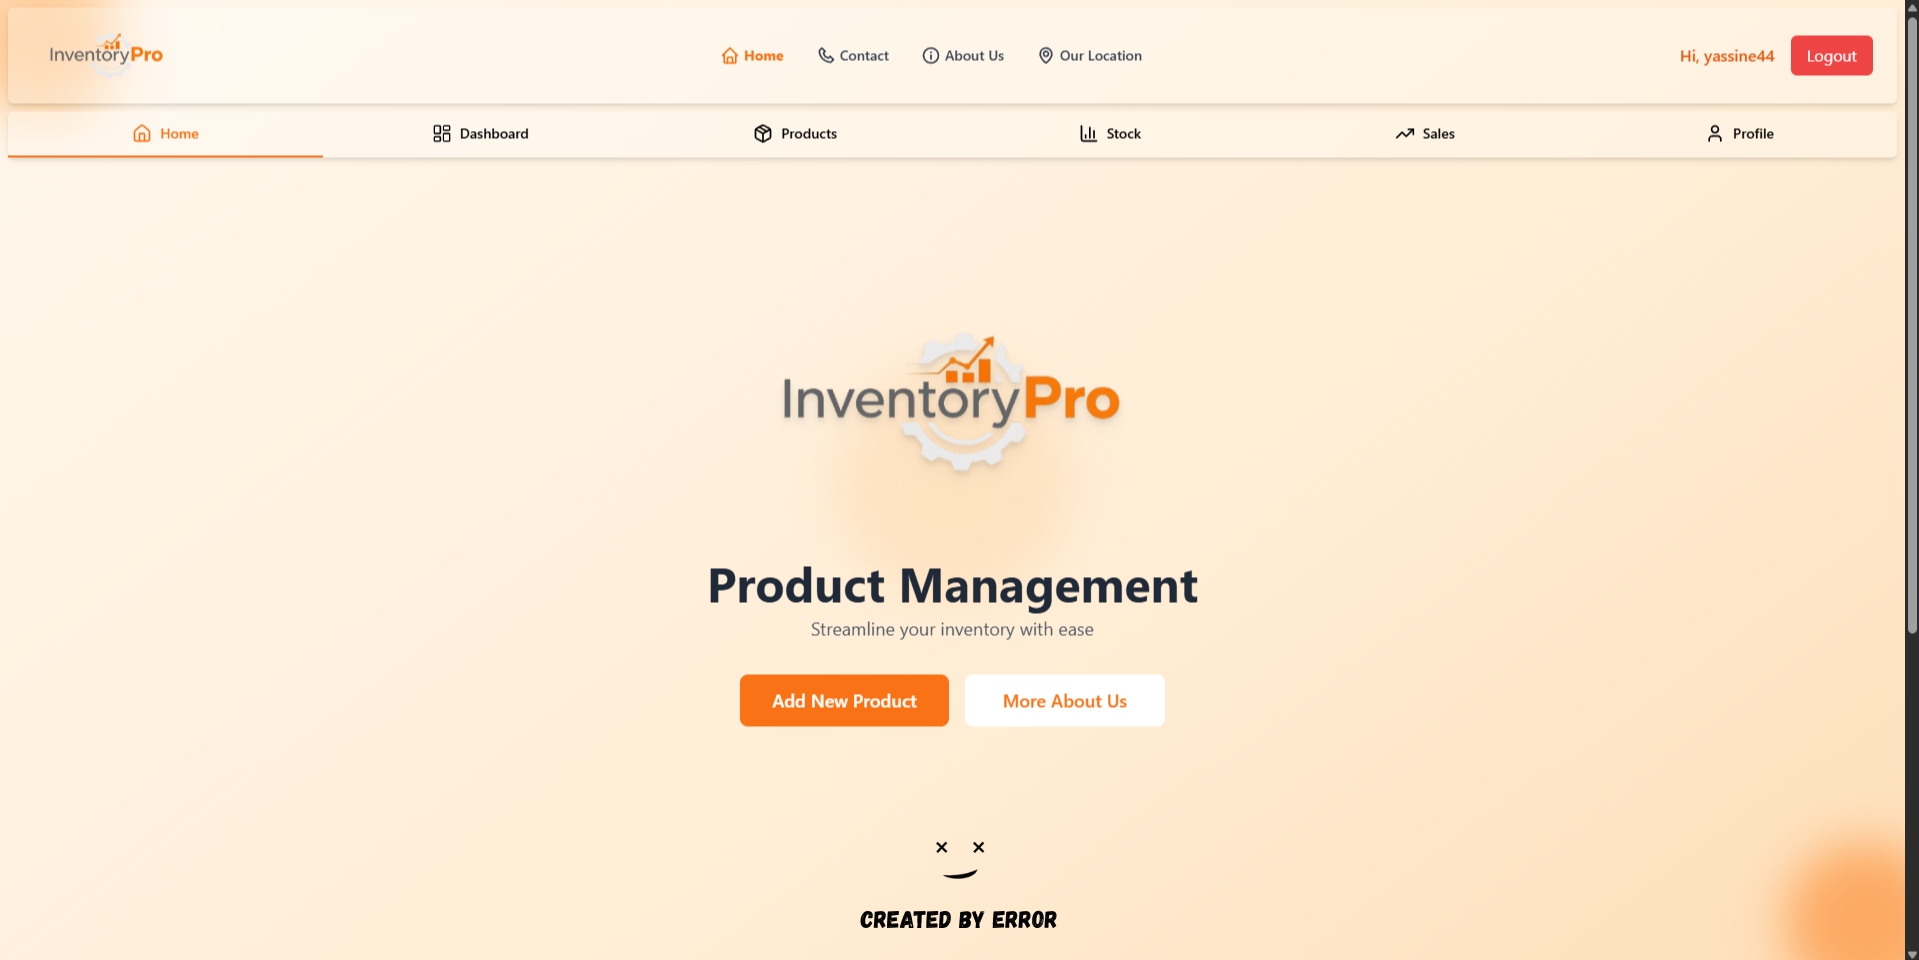 InventoryPro
Home Contact About Us Our Location
Hi, yassine44 Logout
Home Dashboard Products Stock Sales Profile
InventoryPro
Product Management
Streamline your inventory with ease
Add New Product More About Us
CREATED BY ERROR